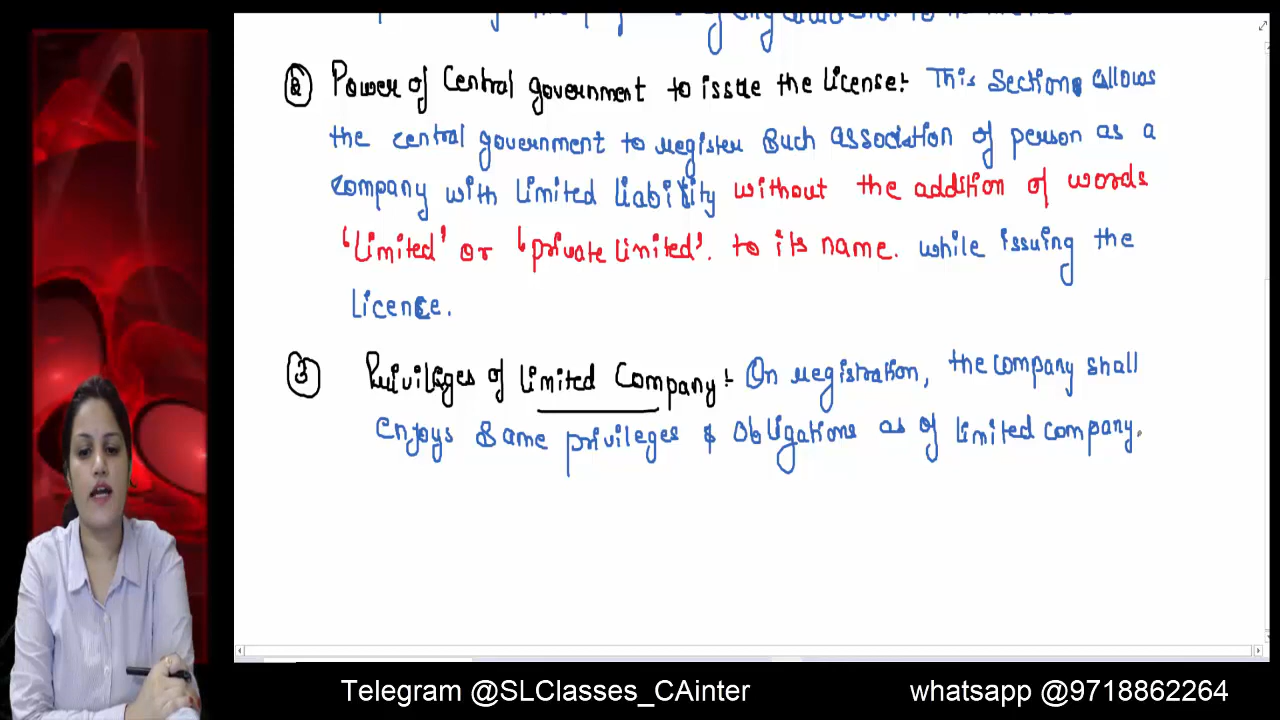 ② Power of Central government to issue the License:- This Section allows
the central government to register Such association of person as a
company with limited liability without the addition of words
'Limited' or 'private Limited'. to its name. while issuing the
licence.
③ Privileges of limited Company:- On registration, the company shall
enjoys Same privileges & Obligations as of limited company.
Telegram @SLClasses_CAinter
whatsapp @9718862264